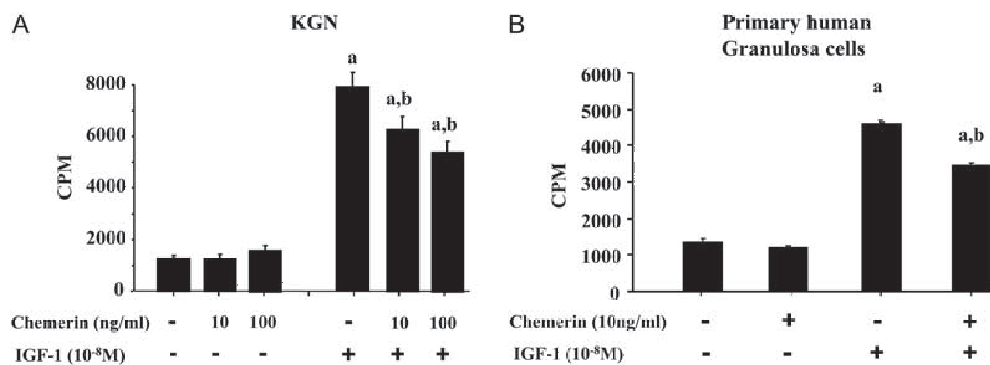 A
KGN
CPM
8000
6000
4000
2000
0
a
a,b
a,b
Chemerin (ng/ml) - 10 100 - 10 100
IGF-1 (10-8M) - - - + + +
B
Primary human
Granulosa cells
CPM
6000
5000
4000
3000
2000
1000
0
a
a,b
Chemerin (10ng/ml) - + - +
IGF-1 (10-8M) - - + +